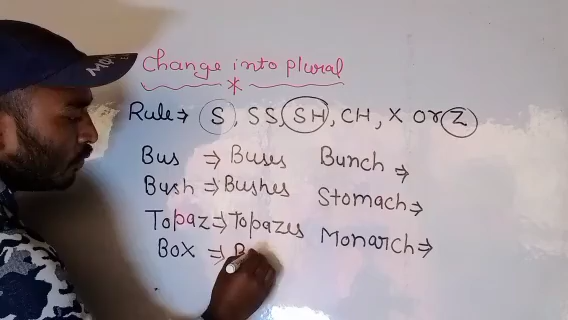 Change into plural
Rule⇒ S, SS, SH, CH, X or Z
Bus ⇒ Buses
Bush ⇒ Bushes
Topaz ⇒ Topazes
Box ⇒ B
Bunch ⇒
Stomach ⇒
Monarch ⇒